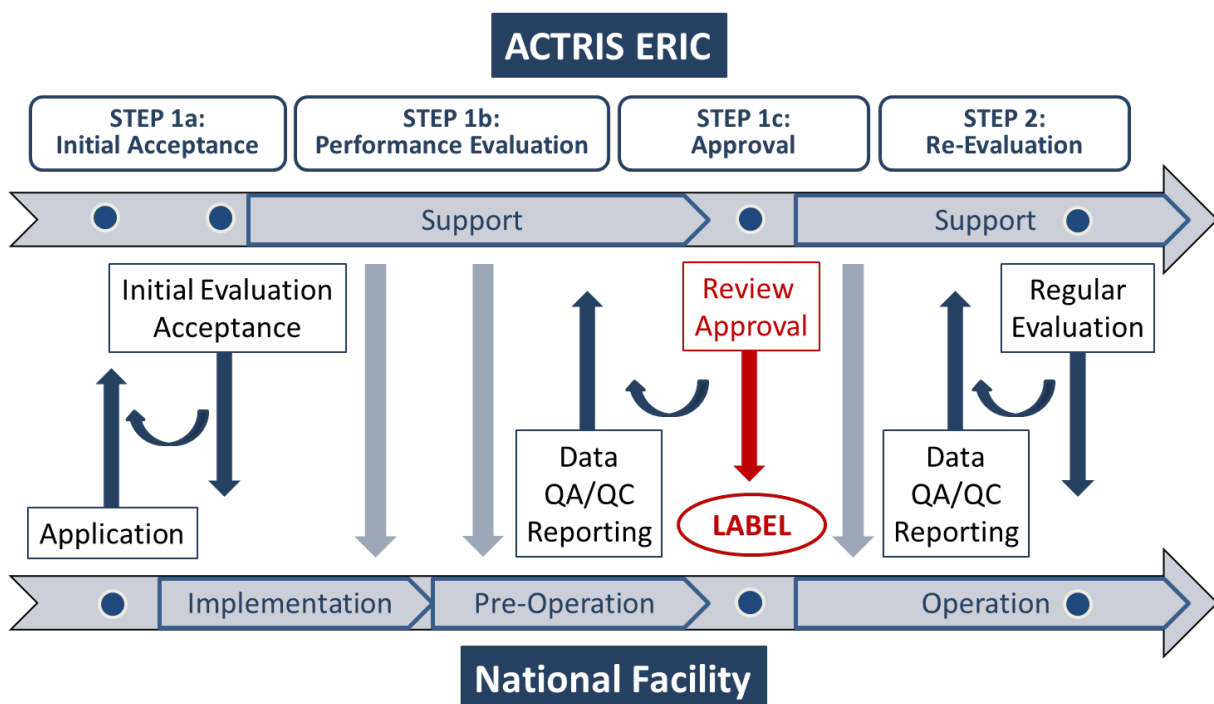 ACTRIS ERIC
STEP 1a:
Initial Acceptance
STEP 1b:
Performance Evaluation
STEP 1c:
Approval
STEP 2:
Re-Evaluation
Support
Support
Initial Evaluation
Acceptance
Review
Approval
Regular
Evaluation
Application
Data
QA/QC
Reporting
LABEL
Data
QA/QC
Reporting
Implementation
Pre-Operation
Operation
National Facility